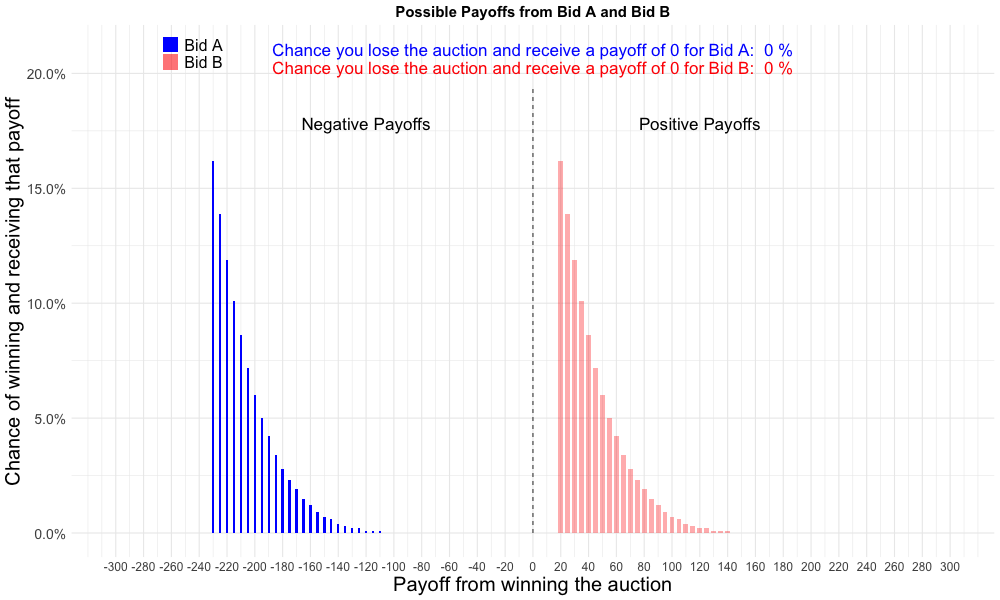 Possible Payoffs from Bid A and Bid B
Bid A
Bid B
Chance you lose the auction and receive a payoff of 0 for Bid A:  0 %
Chance you lose the auction and receive a payoff of 0 for Bid B:  0 %
Negative Payoffs
Positive Payoffs
Chance of winning and receiving that payoff
20.0%
15.0%
10.0%
5.0%
0.0%
-300 -280 -260 -240 -220 -200 -180 -160 -140 -120 -100 -80 -60 -40 -20 0 20 40 60 80 100 120 140 160 180 200 220 240 260 280 300
Payoff from winning the auction